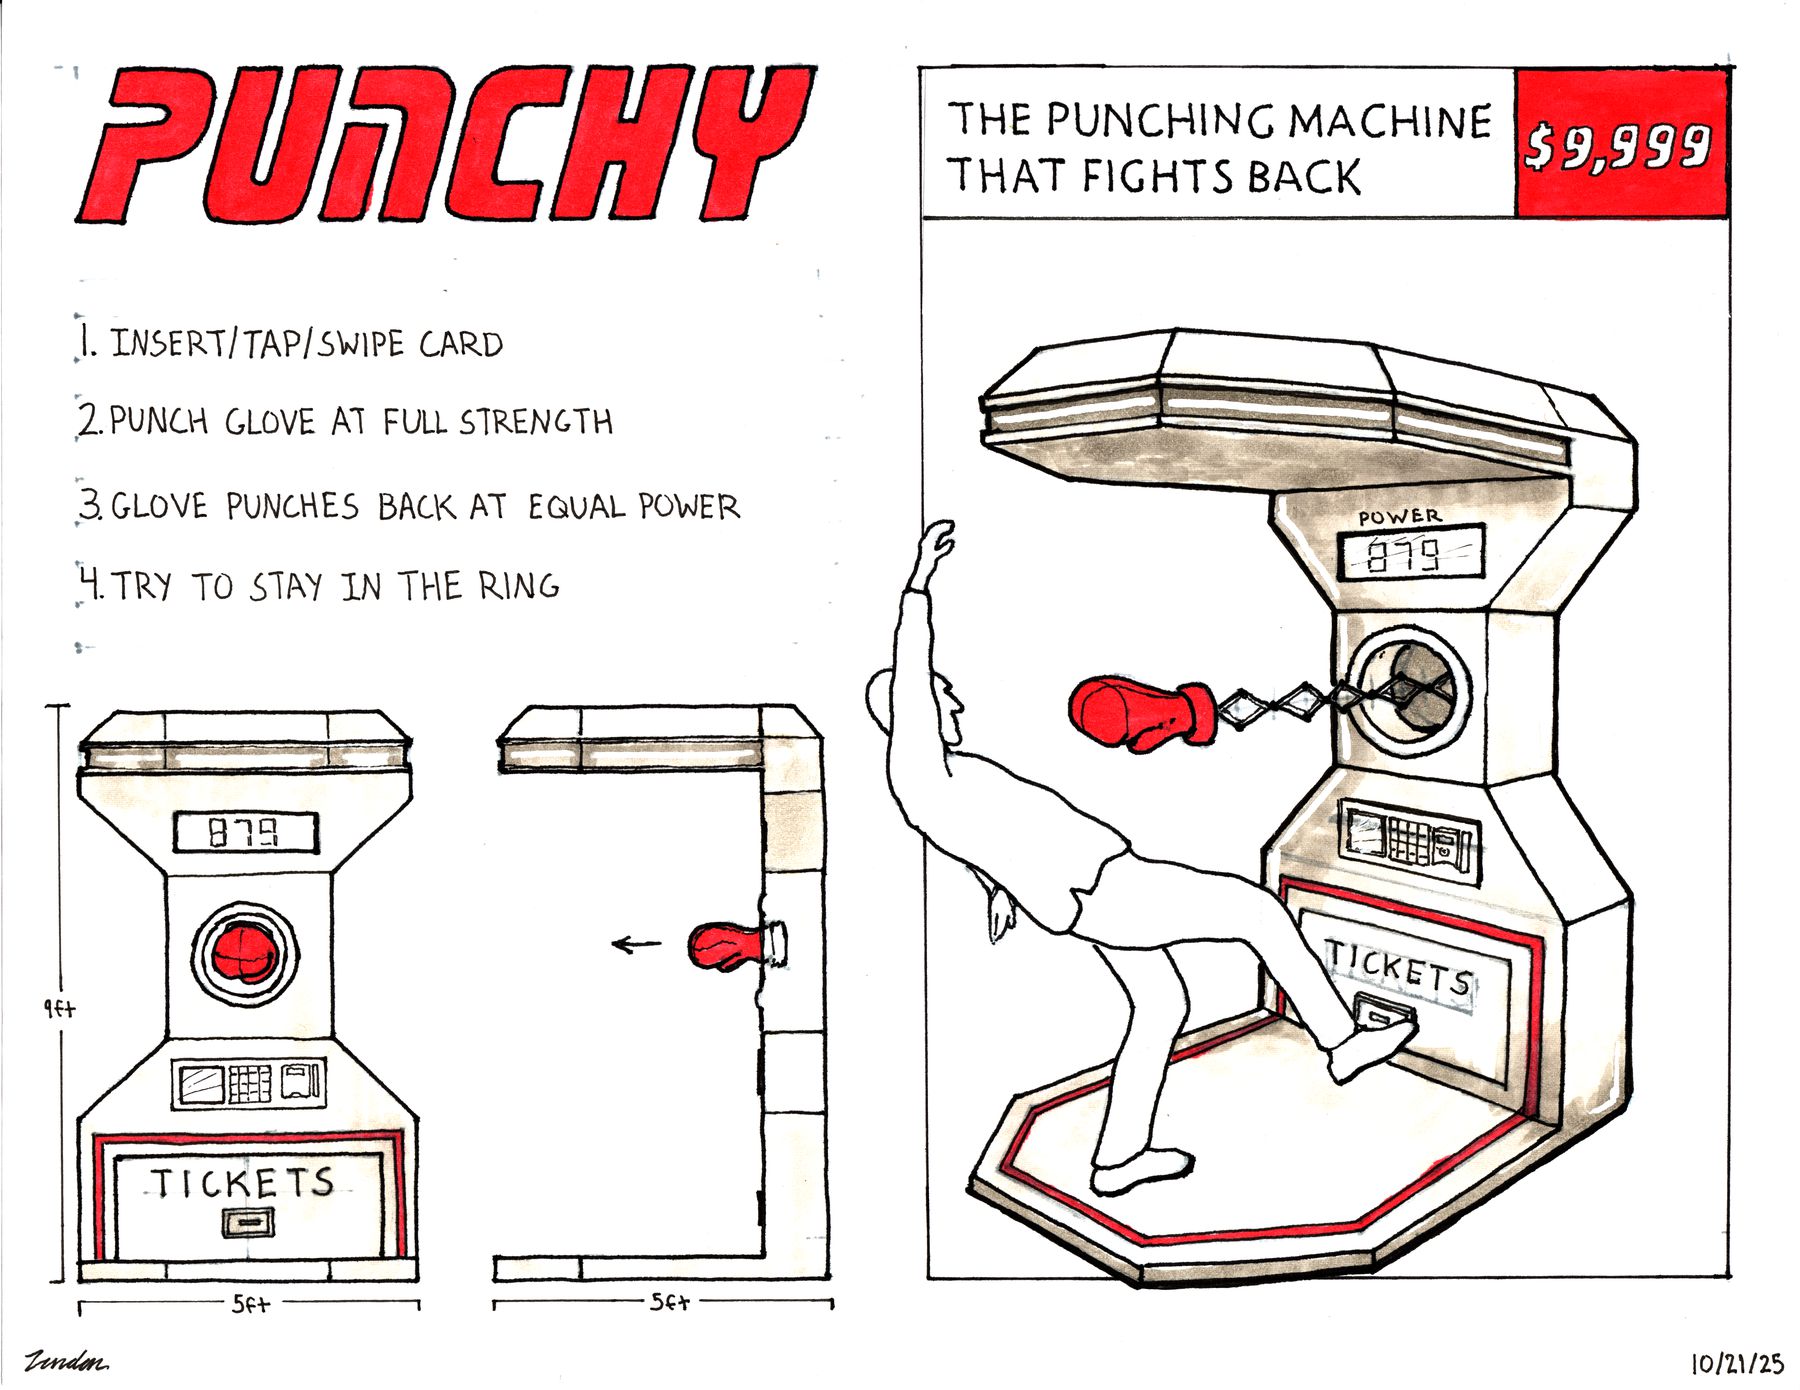 PUNCHY
THE PUNCHING MACHINE
THAT FIGHTS BACK
$9,999
1. INSERT/TAP/SWIPE CARD
2. PUNCH GLOVE AT FULL STRENGTH
3. GLOVE PUNCHES BACK AT EQUAL POWER
4. TRY TO STAY IN THE RING
POWER
879
TICKETS
879
TICKETS
9ft
5ft
5ft
10/21/25